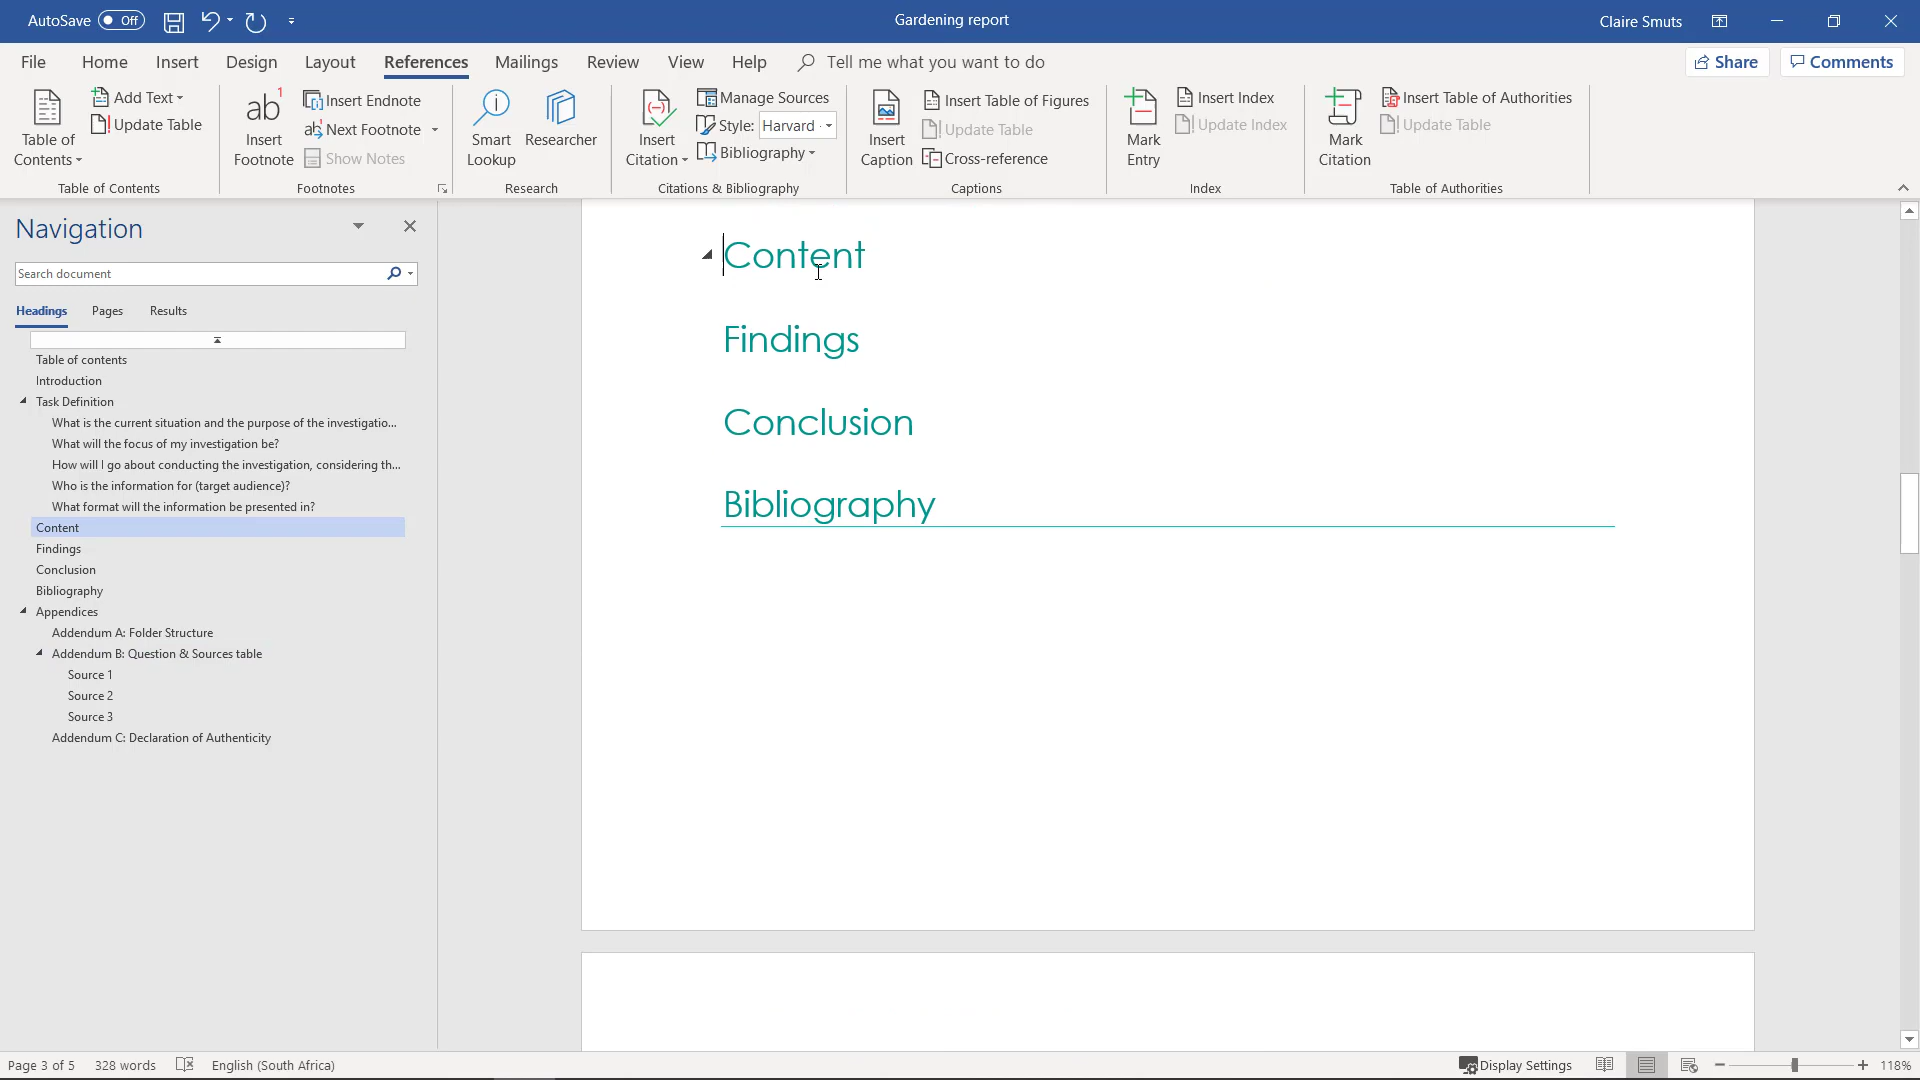 AutoSave Off Gardening report Claire Smuts
File Home Insert Design Layout References Mailings Review View Help Tell me what you want to do Share Comments
Table of Contents
Add Text
Update Table
Table of Contents
ab 1
Insert Footnote
Insert Endnote
ab Next Footnote
Show Notes
Footnotes
Smart Lookup
Researcher
Research
Insert Citation
Manage Sources
Style: Harvard
Bibliography
Citations & Bibliography
Insert Caption
Insert Table of Figures
Update Table
Cross-reference
Captions
Mark Entry
Insert Index
Update Index
Index
Mark Citation
Insert Table of Authorities
Update Table
Table of Authorities
Navigation
Search document
Headings Pages Results
Table of contents
Introduction
Task Definition
What is the current situation and the purpose of the investigatio...
What will the focus of my investigation be?
How will I go about conducting the investigation, considering th...
Who is the information for (target audience)?
What format will the information be presented in?
Content
Findings
Conclusion
Bibliography
Appendices
Addendum A: Folder Structure
Addendum B: Question & Sources table
Source 1
Source 2
Source 3
Addendum C: Declaration of Authenticity
Content
Findings
Conclusion
Bibliography
Page 3 of 5 328 words English (South Africa) Display Settings 118%